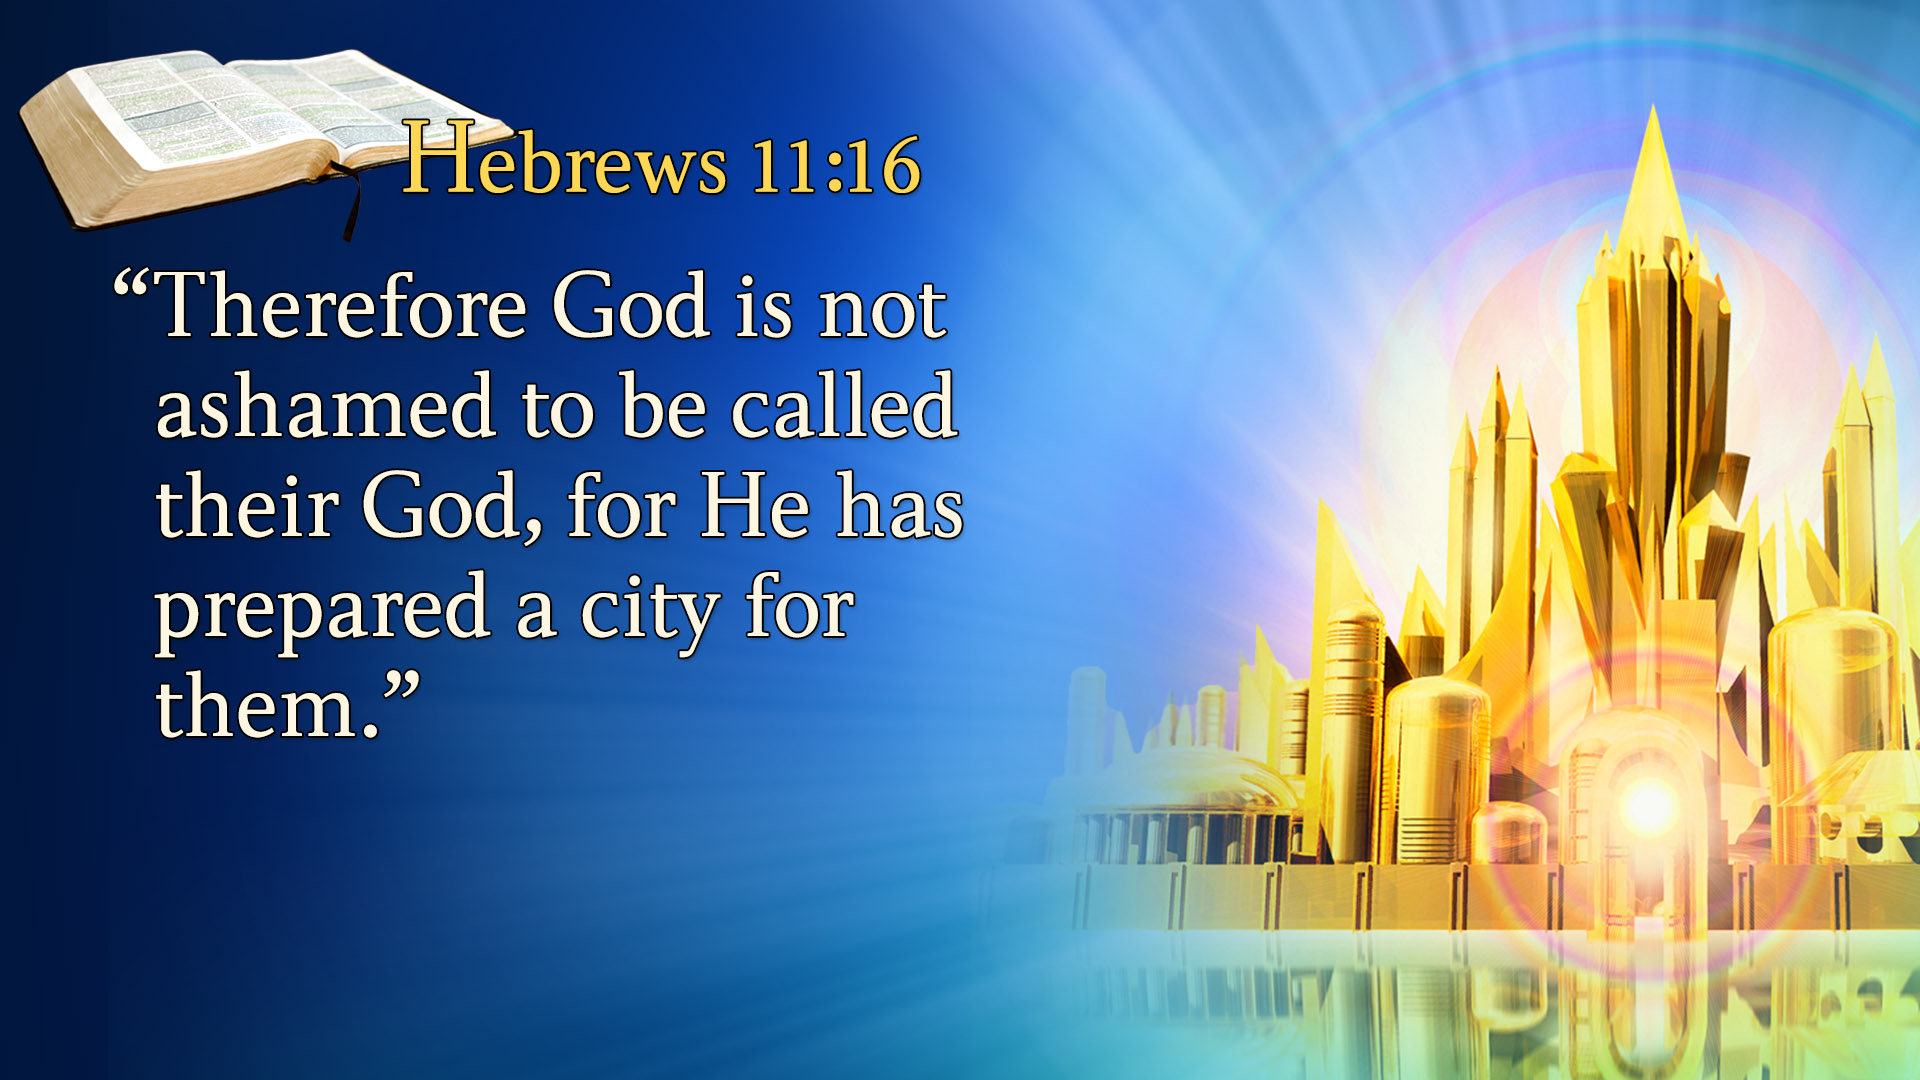 Hebrews 11:16
“Therefore God is not
ashamed to be called
their God, for He has
prepared a city for
them.”